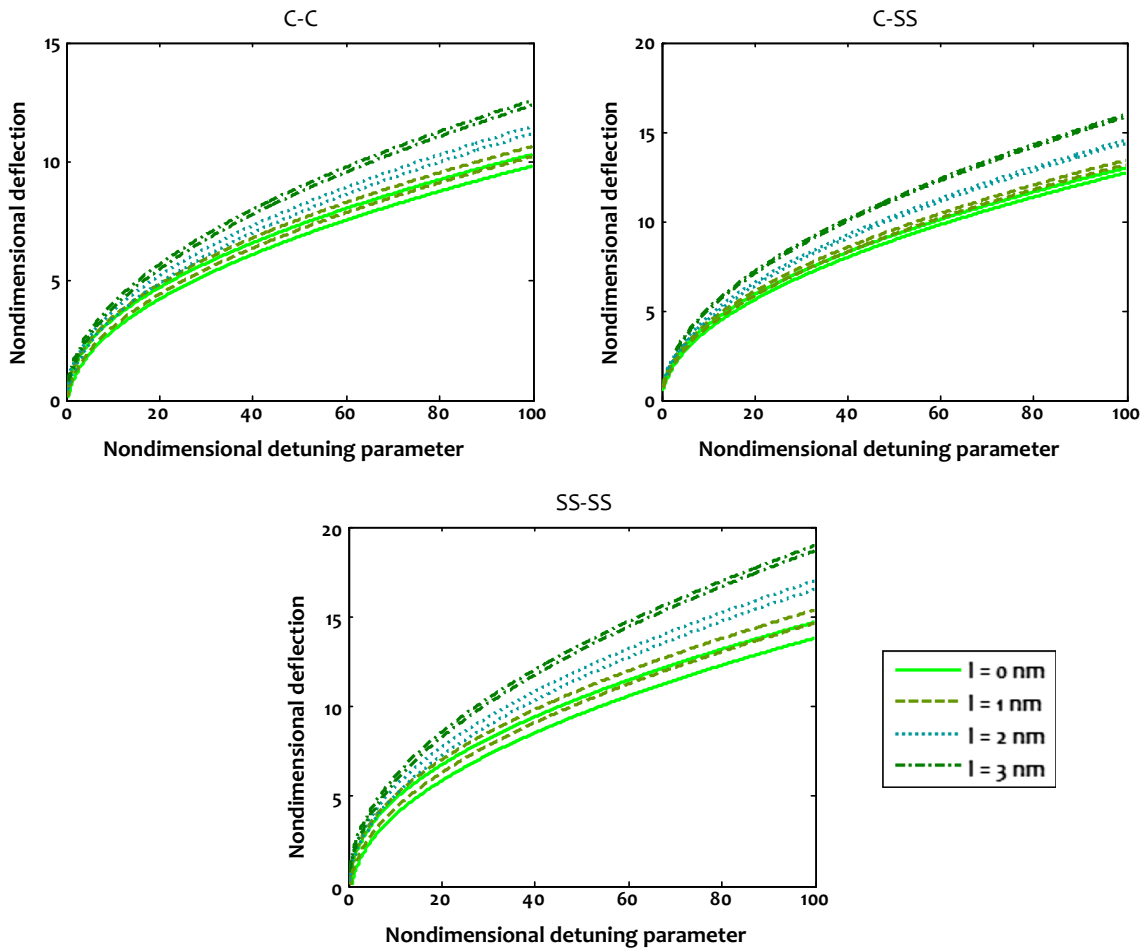 C-C
15
10
5
0
0 20 40 60 80 100
Nondimensional deflection
Nondimensional detuning parameter
C-SS
20
15
10
5
0
0 20 40 60 80 100
Nondimensional deflection
Nondimensional detuning parameter
SS-SS
20
15
10
5
0
0 20 40 60 80 100
Nondimensional deflection
Nondimensional detuning parameter
l = 0 nm
l = 1 nm
l = 2 nm
l = 3 nm